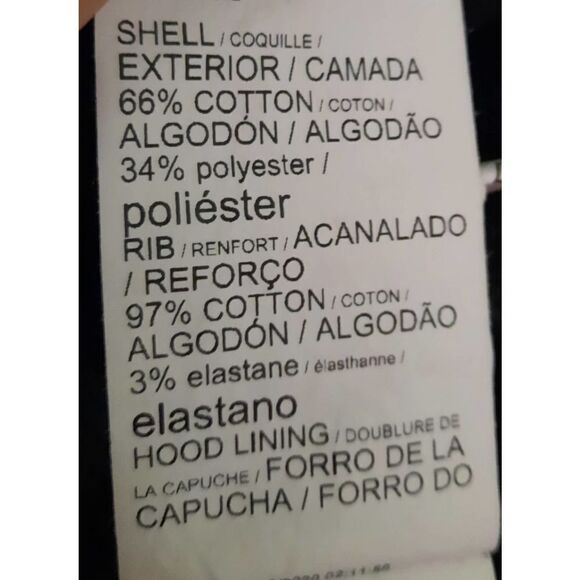 SHELL / COQUILLE /
EXTERIOR / CAMADA
66% COTTON / COTON /
ALGODÓN / ALGODÃO
34% polyester /
poliéster
RIB / RENFORT / ACANALADO
/ REFORÇO
97% COTTON / COTON /
ALGODÓN / ALGODÃO
3% elastane / élasthanne /
elastano
HOOD LINING / DOUBLURE DE
LA CAPUCHE / FORRO DE LA
CAPUCHA / FORRO DO